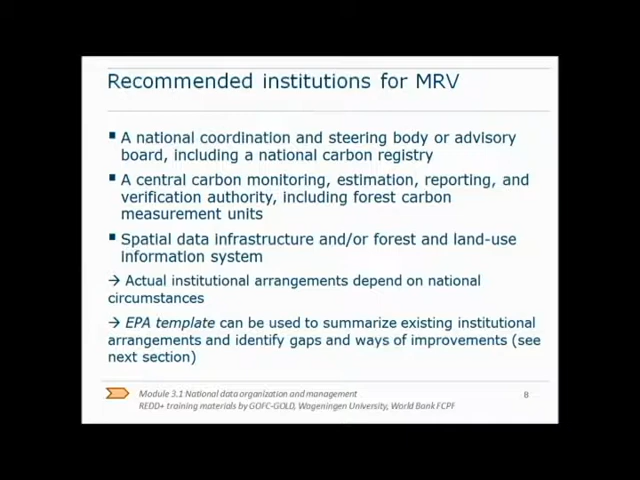 Recommended institutions for MRV
▪ A national coordination and steering body or advisory
board, including a national carbon registry
▪ A central carbon monitoring, estimation, reporting, and
verification authority, including forest carbon
measurement units
▪ Spatial data infrastructure and/or forest and land-use
information system
→ Actual institutional arrangements depend on national
circumstances
→ EPA template can be used to summarize existing institutional
arrangements and identify gaps and ways of improvements (see
next section)
Module 3.1 National data organization and management
REDD+ training materials by GOFC-GOLD, Wageningen University, World Bank FCPF
8